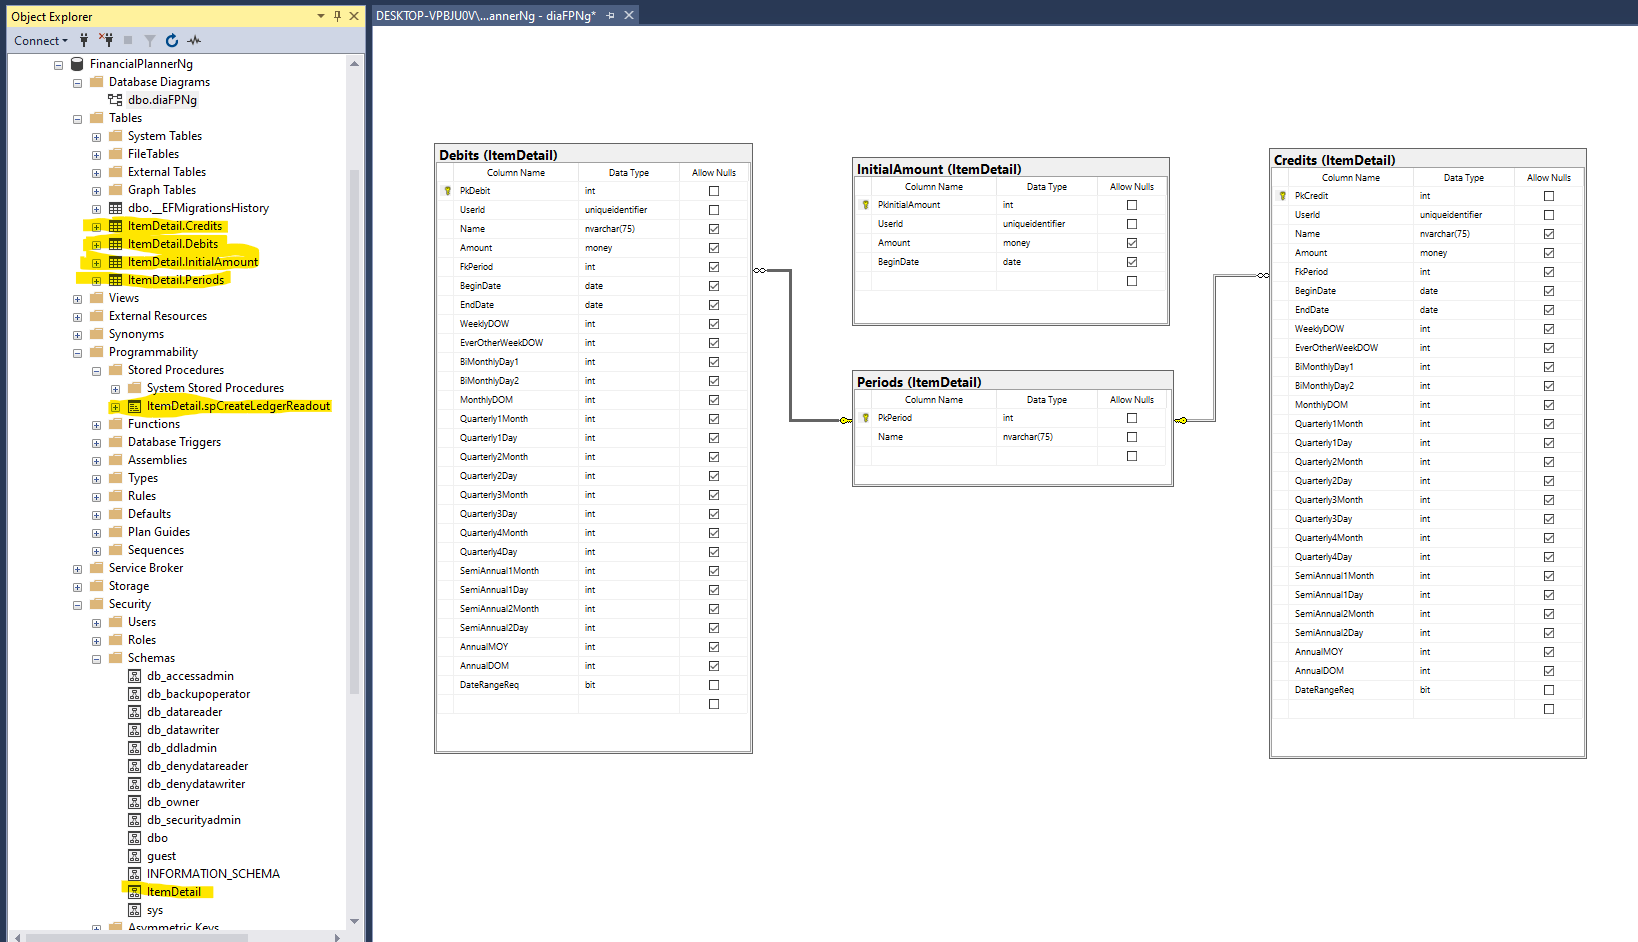 Object Explorer
Connect
FinancialPlannerNg
Database Diagrams
dbo.diaFPNg
Tables
System Tables
FileTables
External Tables
Graph Tables
dbo.__EFMigrationsHistory
ItemDetail.Credits
ItemDetail.Debits
ItemDetail.InitialAmount
ItemDetail.Periods
Views
External Resources
Synonyms
Programmability
Stored Procedures
System Stored Procedures
ItemDetail.spCreateLedgerReadout
Functions
Database Triggers
Assemblies
Types
Rules
Defaults
Plan Guides
Sequences
Service Broker
Storage
Security
Users
Roles
Schemas
db_accessadmin
db_backupoperator
db_datareader
db_datawriter
db_ddladmin
db_denydatareader
db_denydatawriter
db_owner
db_securityadmin
dbo
guest
INFORMATION_SCHEMA
ItemDetail
sys
Asymmetric Keys
DESKTOP-VPBJU0V\...annerNg - diaFPNg*
Debits (ItemDetail)
Column Name Data Type Allow Nulls
PkDebit int
UserId uniqueidentifier
Name nvarchar(75)
Amount money
FkPeriod int
BeginDate date
EndDate date
WeeklyDOW int
EverOtherWeekDOW int
BiMonthlyDay1 int
BiMonthlyDay2 int
MonthlyDOM int
Quarterly1Month int
Quarterly1Day int
Quarterly2Month int
Quarterly2Day int
Quarterly3Month int
Quarterly3Day int
Quarterly4Month int
Quarterly4Day int
SemiAnnual1Month int
SemiAnnual1Day int
SemiAnnual2Month int
SemiAnnual2Day int
AnnualMOY int
AnnualDOM int
DateRangeReq bit
InitialAmount (ItemDetail)
Column Name Data Type Allow Nulls
PkInitialAmount int
UserId uniqueidentifier
Amount money
BeginDate date
Periods (ItemDetail)
Column Name Data Type Allow Nulls
PkPeriod int
Name nvarchar(75)
Credits (ItemDetail)
Column Name Data Type Allow Nulls
PkCredit int
UserId uniqueidentifier
Name nvarchar(75)
Amount money
FkPeriod int
BeginDate date
EndDate date
WeeklyDOW int
EverOtherWeekDOW int
BiMonthlyDay1 int
BiMonthlyDay2 int
MonthlyDOM int
Quarterly1Month int
Quarterly1Day int
Quarterly2Month int
Quarterly2Day int
Quarterly3Month int
Quarterly3Day int
Quarterly4Month int
Quarterly4Day int
SemiAnnual1Month int
SemiAnnual1Day int
SemiAnnual2Month int
SemiAnnual2Day int
AnnualMOY int
AnnualDOM int
DateRangeReq bit